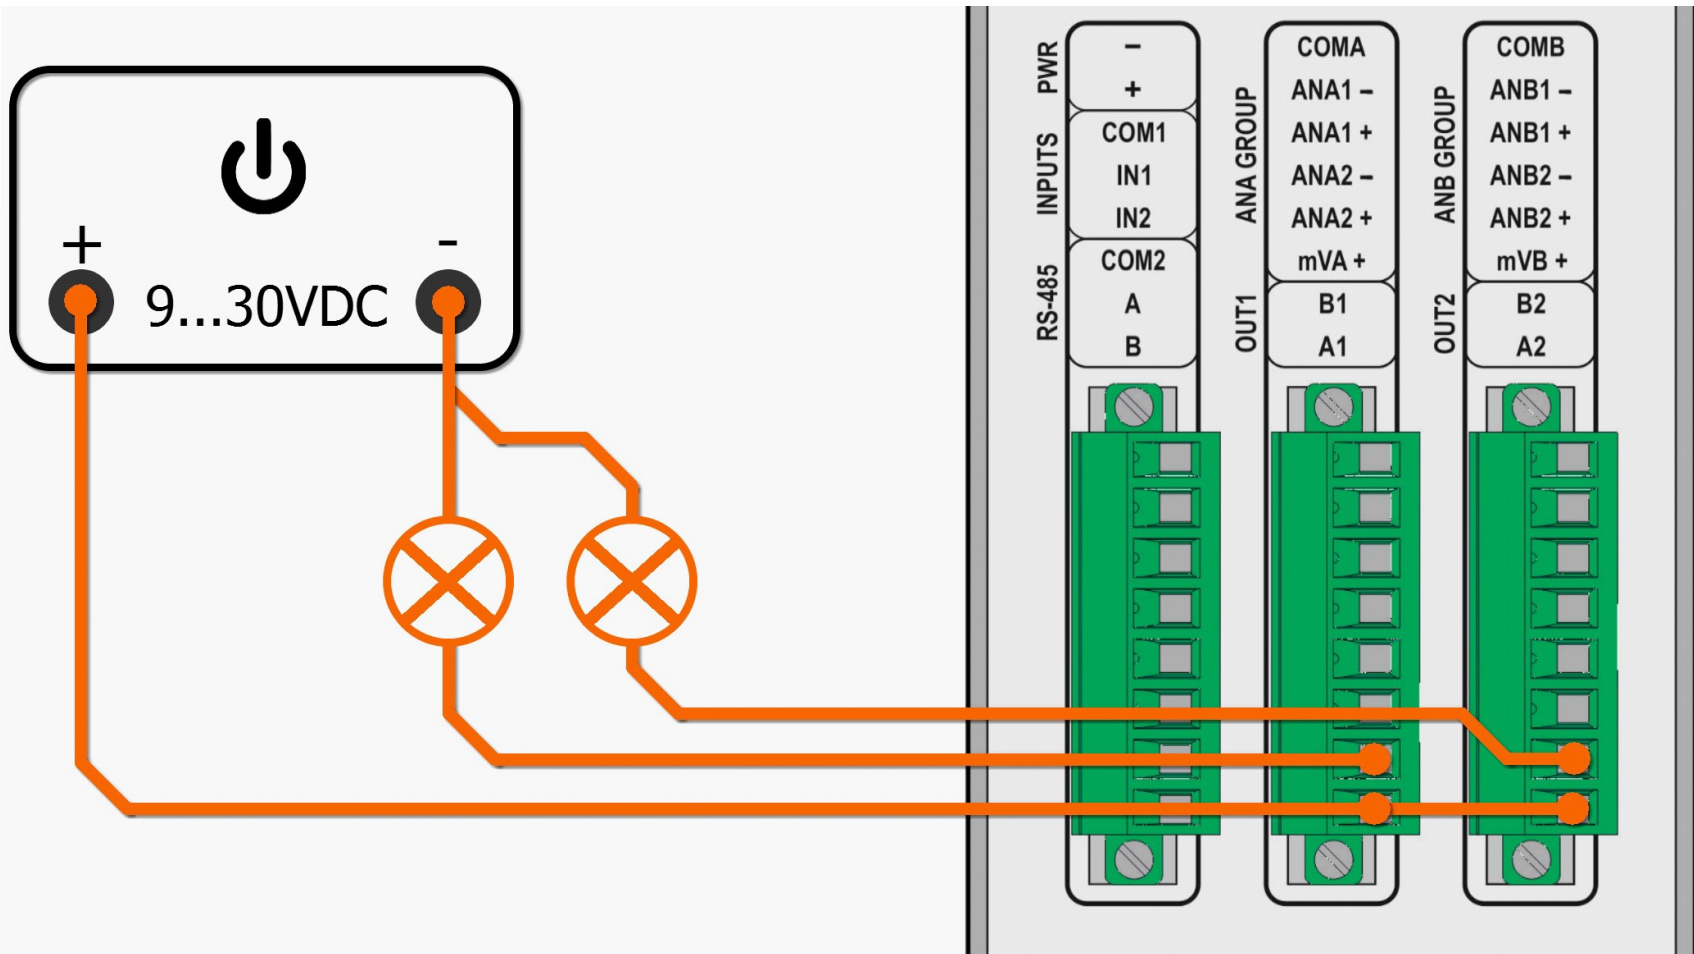 +
-
9...30VDC
PWR
–
+
INPUTS
COM1
IN1
IN2
RS-485
COM2
A
B
ANA GROUP
COMA
ANA1 –
ANA1 +
ANA2 –
ANA2 +
mVA +
OUT1
B1
A1
ANB GROUP
COMB
ANB1 –
ANB1 +
ANB2 –
ANB2 +
mVB +
OUT2
B2
A2